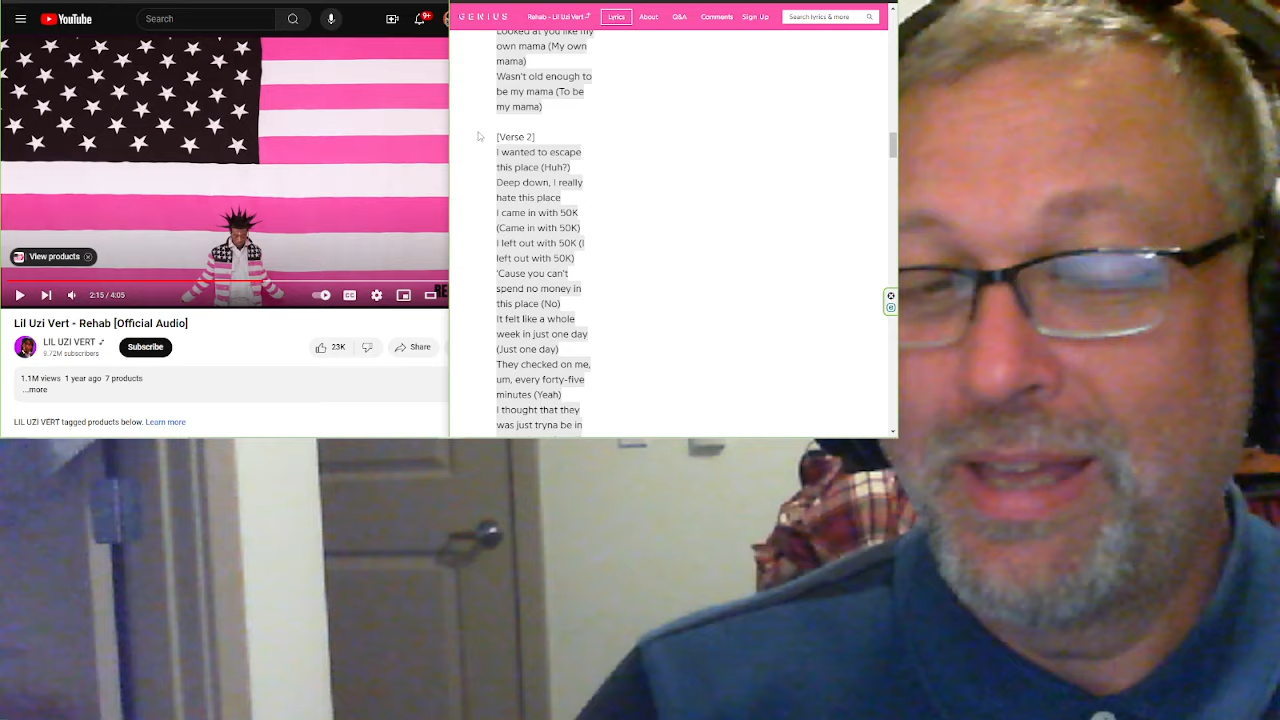 YouTube
Search
9+
View products
2:15 / 4:05
CC
Lil Uzi Vert - Rehab [Official Audio]
LIL UZI VERT
9.72M subscribers
Subscribe
23K
Share
1.1M views 1 year ago 7 products
...more
LIL UZI VERT tagged products below. Learn more
GENIUS
Rehab - Lil Uzi Vert
Lyrics
About
Q&A
Comments
Sign Up
Search lyrics & more
Looked at you like my
own mama (My own
mama)
Wasn't old enough to
be my mama (To be
my mama)
[Verse 2]
I wanted to escape
this place (Huh?)
Deep down, I really
hate this place
I came in with 50K
(Came in with 50K)
I left out with 50K (I
left out with 50K)
'Cause you can't
spend no money in
this place (No)
It felt like a whole
week in just one day
(Just one day)
They checked on me,
um, every forty-five
minutes (Yeah)
I thought that they
was just tryna be in